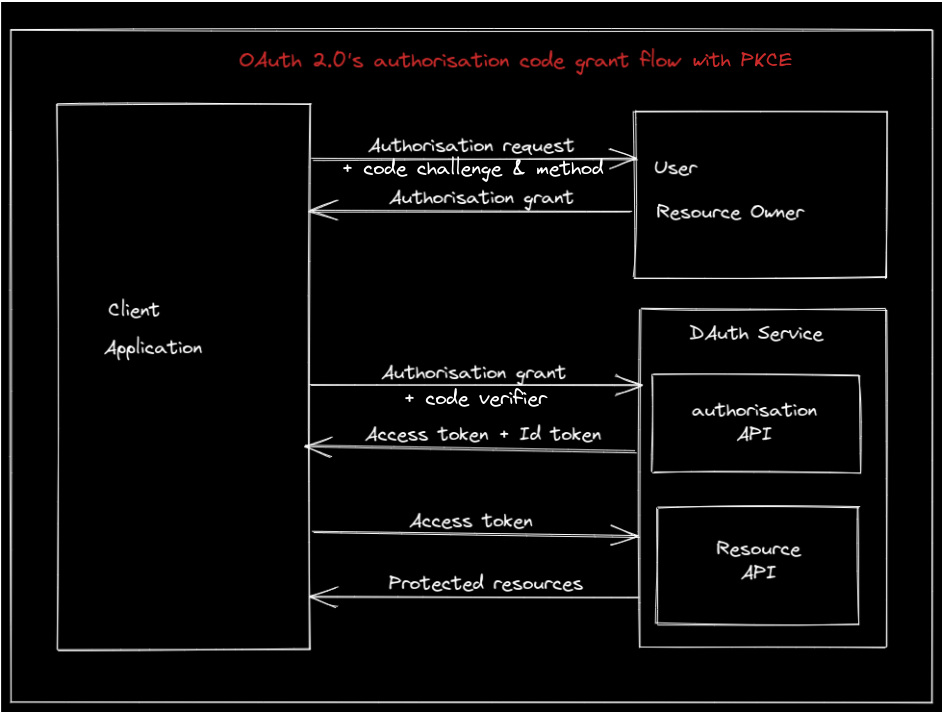 OAuth 2.0's authorisation code grant flow with PKCE
Authorisation request
+ code challenge & method
Authorisation grant
User
Resource Owner
Client
Application
DAuth Service
Authorisation grant
+ code verifier
authorisation
API
Access token + Id token
Access token
Resource
API
Protected resources